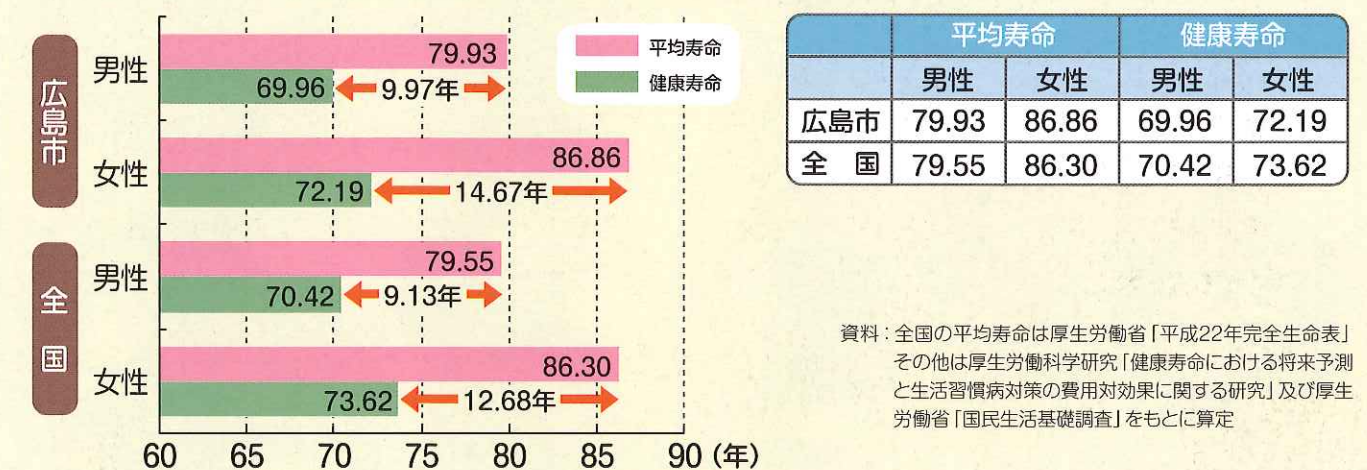 平均寿命
健康寿命
広島市
男性
79.93
69.96
9.97年
女性
86.86
72.19
14.67年
全国
男性
79.55
70.42
9.13年
女性
86.30
73.62
12.68年
60 65 70 75 80 85 90 (年)
平均寿命 健康寿命
男性 女性 男性 女性
広島市 79.93 86.86 69.96 72.19
全 国 79.55 86.30 70.42 73.62
資料：全国の平均寿命は厚生労働省「平成22年完全生命表」
その他は厚生労働科学研究「健康寿命における将来予測
と生活習慣病対策の費用対効果に関する研究」及び厚生
労働省「国民生活基礎調査」をもとに算定